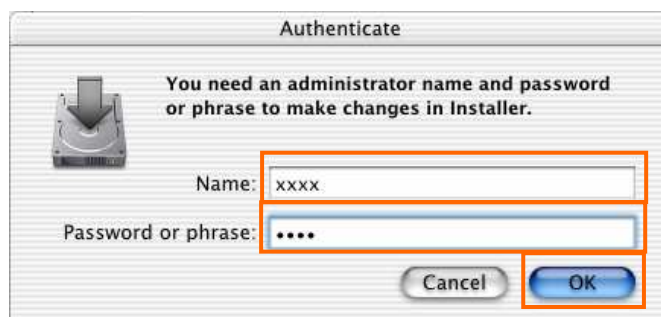 Authenticate
You need an administrator name and password
or phrase to make changes in Installer.
Name: xxxx
Password or phrase: ••••
Cancel OK